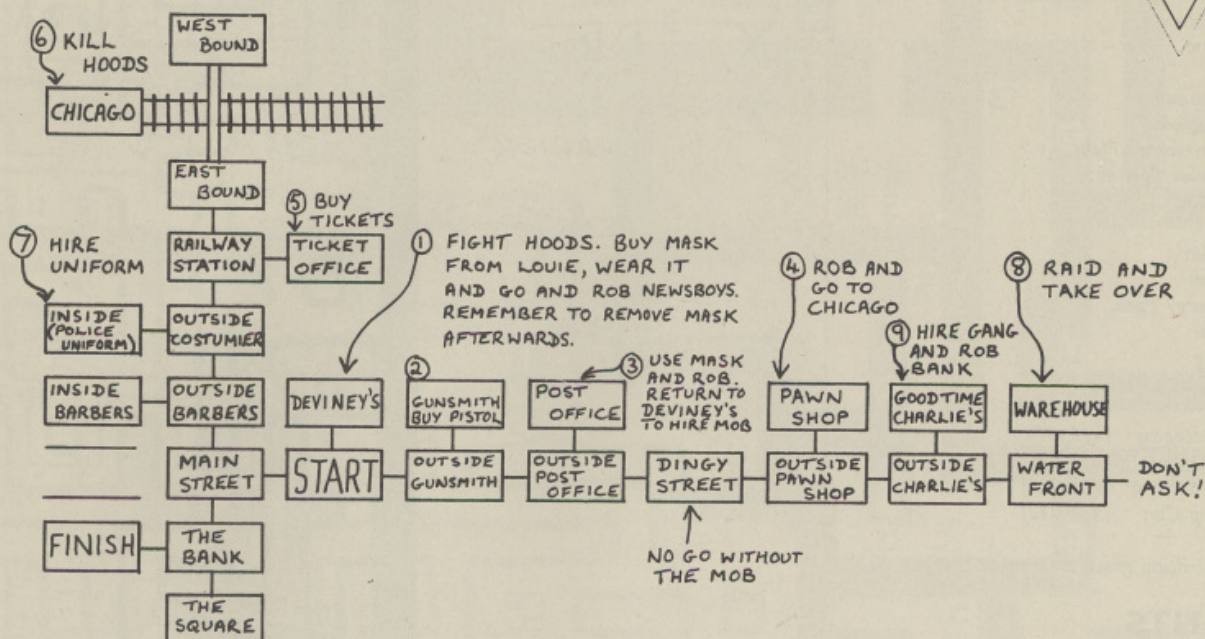 ⑥ KILL
HOODS
WEST
BOUND
CHICAGO
EAST
BOUND
⑤ BUY
TICKETS
⑦ HIRE
UNIFORM
RAILWAY
STATION
TICKET
OFFICE
① FIGHT HOODS. BUY MASK
FROM LOUIE, WEAR IT
AND GO AND ROB NEWSBOYS.
REMEMBER TO REMOVE MASK
AFTERWARDS.
④ ROB AND
GO TO
CHICAGO
⑧ RAID AND
TAKE OVER
INSIDE
(POLICE
UNIFORM)
OUTSIDE
COSTUMIER
②
③ USE MASK
AND ROB.
RETURN TO
DEVINEY'S
TO HIRE MOB
⑨ HIRE GANG
AND ROB
BANK
INSIDE
BARBERS
OUTSIDE
BARBERS
DEVINEY'S
GUNSMITH
BUY PISTOL
POST
OFFICE
PAWN
SHOP
GOODTIME
CHARLIE'S
WAREHOUSE
MAIN
STREET
START
OUTSIDE
GUNSMITH
OUTSIDE
POST
OFFICE
DINGY
STREET
OUTSIDE
PAWN
SHOP
OUTSIDE
CHARLIE'S
WATER
FRONT
DON'T
ASK!
FINISH
THE
BANK
NO GO WITHOUT
THE MOB
THE
SQUARE